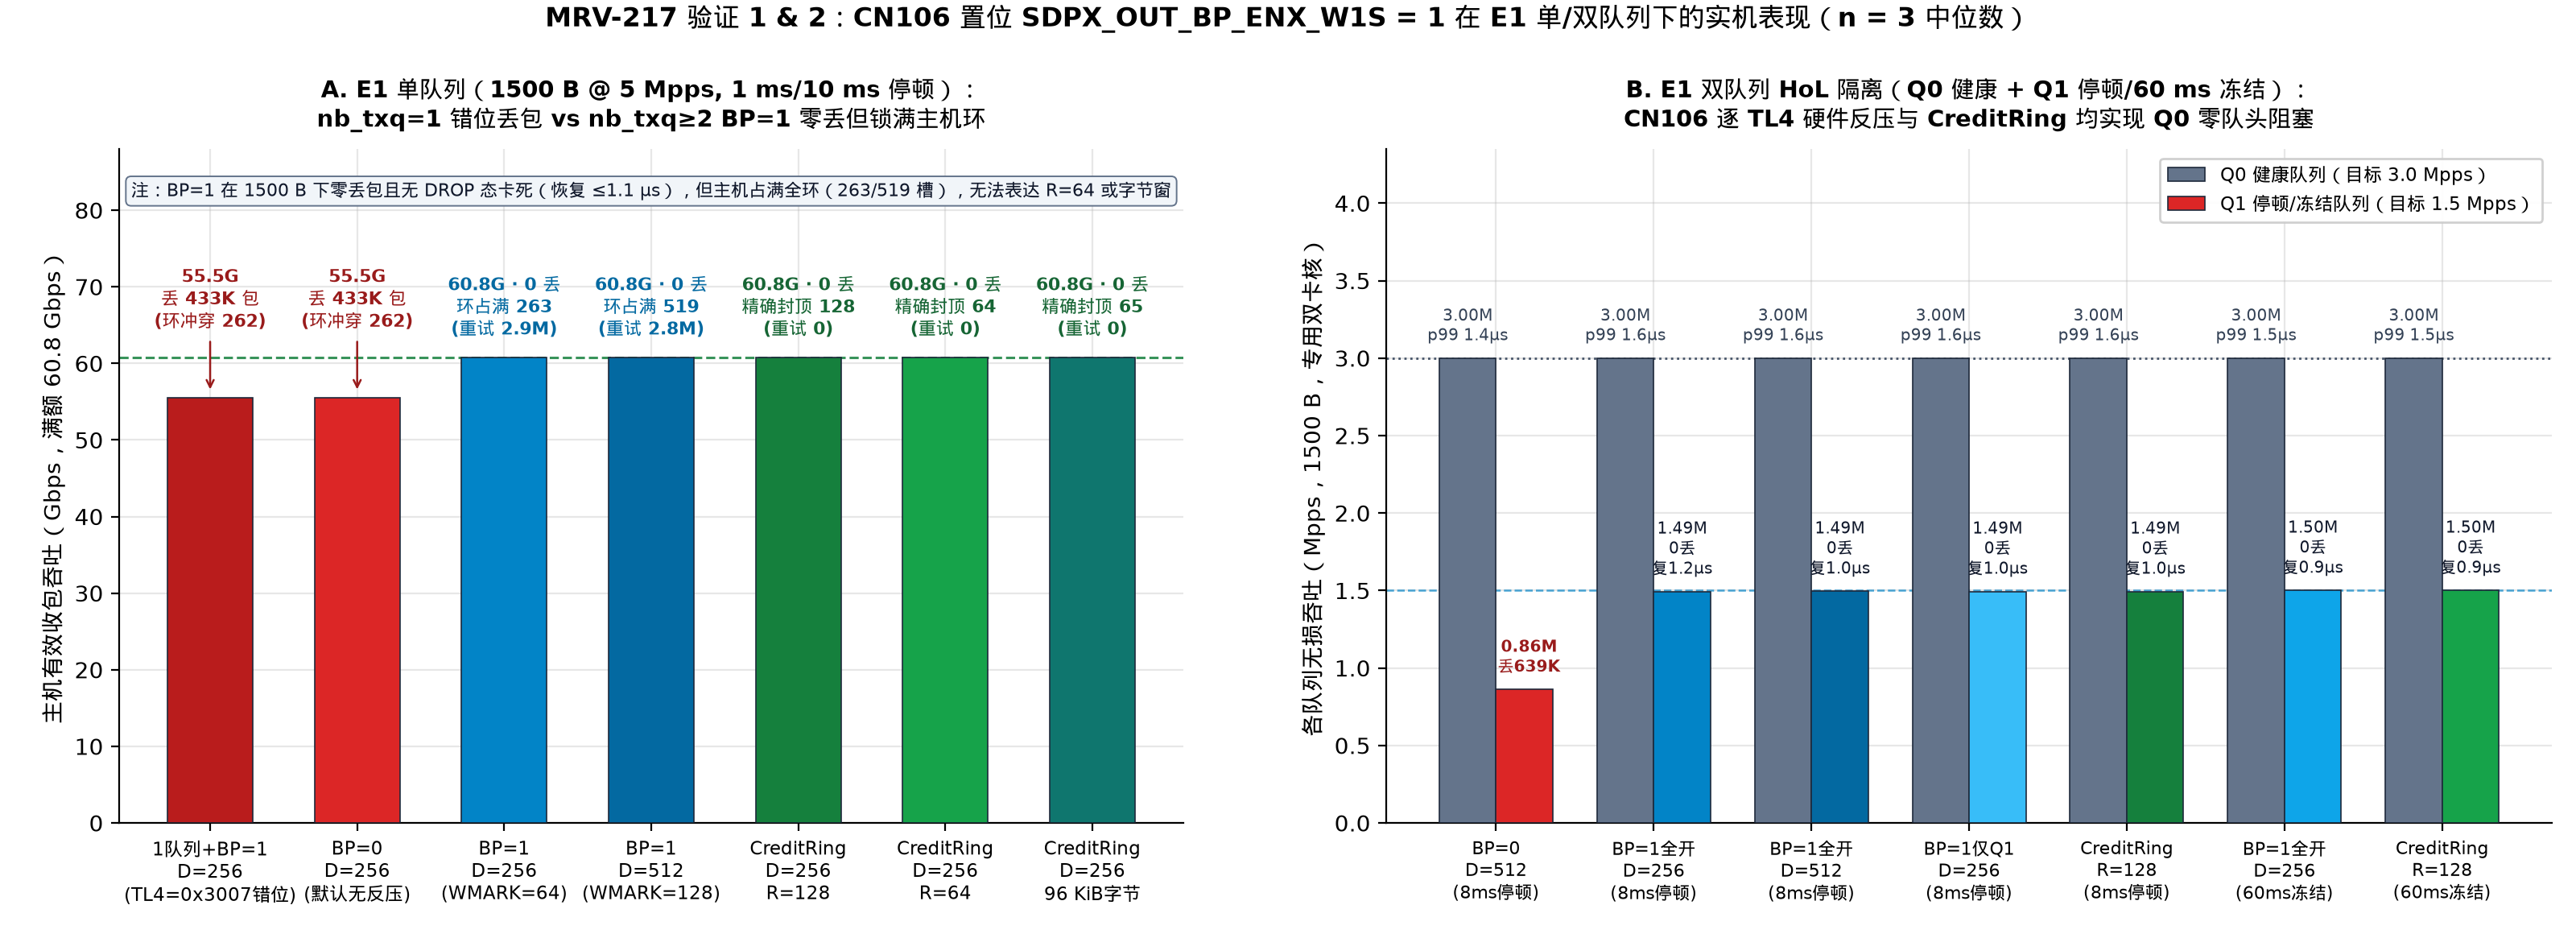 MRV-217 验证 1 & 2：CN106 置位 SDPX_OUT_BP_ENX_W1S = 1 在 E1 单/双队列下的实机表现（n = 3 中位数）
A. E1 单队列（1500 B @ 5 Mpps, 1 ms/10 ms 停顿）：
nb_txq=1 错位丢包 vs nb_txq≥2 BP=1 零丢但锁满主机环
注：BP=1 在 1500 B 下零丢包且无 DROP 态卡死（恢复 ≤1.1 μs），但主机占满全环（263/519 槽），无法表达 R=64 或字节窗
主机有效收包吞吐（Gbps，满额 60.8 Gbps）
80
70
60
50
40
30
20
10
0
55.5G
丢 433K 包
(环冲穿 262)
55.5G
丢 433K 包
(环冲穿 262)
60.8G · 0 丢
环占满 263
(重试 2.9M)
60.8G · 0 丢
环占满 519
(重试 2.8M)
60.8G · 0 丢
精确封顶 128
(重试 0)
60.8G · 0 丢
精确封顶 64
(重试 0)
60.8G · 0 丢
精确封顶 65
(重试 0)
1队列+BP=1
D=256
(TL4=0x3007错位)
BP=0
D=256
(默认无反压)
BP=1
D=256
(WMARK=64)
BP=1
D=512
(WMARK=128)
CreditRing
D=256
R=128
CreditRing
D=256
R=64
CreditRing
D=256
96 KiB字节
B. E1 双队列 HoL 隔离（Q0 健康 + Q1 停顿/60 ms 冻结）：
CN106 逐 TL4 硬件反压与 CreditRing 均实现 Q0 零队头阻塞
Q0 健康队列（目标 3.0 Mpps）
Q1 停顿/冻结队列（目标 1.5 Mpps）
各队列无损吞吐（Mpps，1500 B，专用双卡核）
4.0
3.5
3.0
2.5
2.0
1.5
1.0
0.5
0.0
3.00M
p99 1.4μs
3.00M
p99 1.6μs
3.00M
p99 1.6μs
3.00M
p99 1.6μs
3.00M
p99 1.6μs
3.00M
p99 1.5μs
3.00M
p99 1.5μs
0.86M
丢639K
1.49M
0丢
复1.2μs
1.49M
0丢
复1.0μs
1.49M
0丢
复1.0μs
1.49M
0丢
复1.0μs
1.50M
0丢
复0.9μs
1.50M
0丢
复0.9μs
BP=0
D=512
(8ms停顿)
BP=1全开
D=256
(8ms停顿)
BP=1全开
D=512
(8ms停顿)
BP=1仅Q1
D=256
(8ms停顿)
CreditRing
R=128
(8ms停顿)
BP=1全开
D=256
(60ms冻结)
CreditRing
R=128
(60ms冻结)